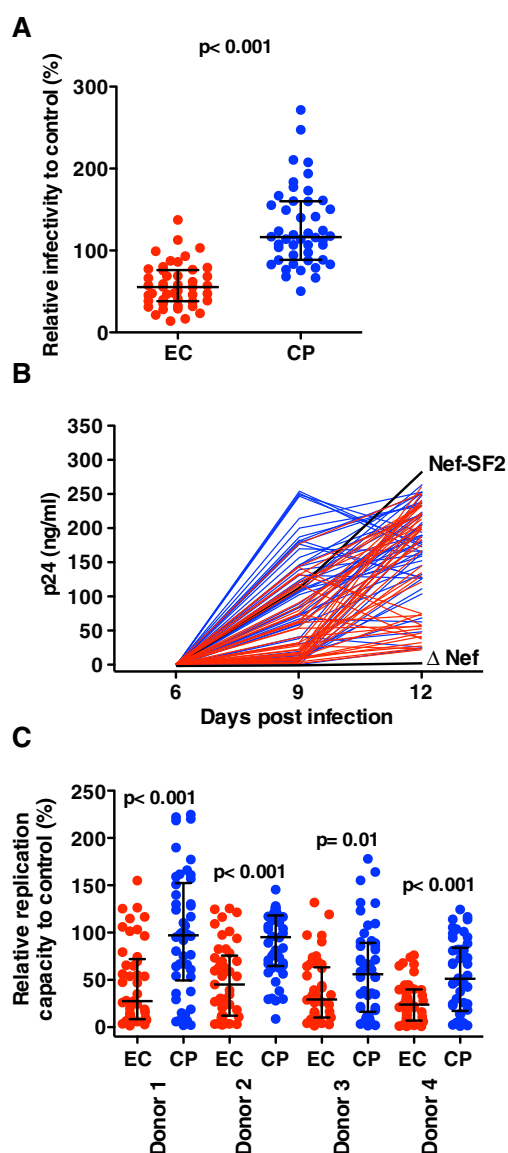 A
p< 0.001
Relative infectivity to control (%)
300
200
100
0
EC CP
B
p24 (ng/ml)
350
300
250
200
150
100
50
0
Nef-SF2
Δ Nef
6 9 12
Days post infection
C
Relative replication
capacity to control (%)
250
200
150
100
50
0
p< 0.001
p< 0.001
p= 0.01
p< 0.001
EC CP EC CP EC CP EC CP
Donor 1
Donor 2
Donor 3
Donor 4